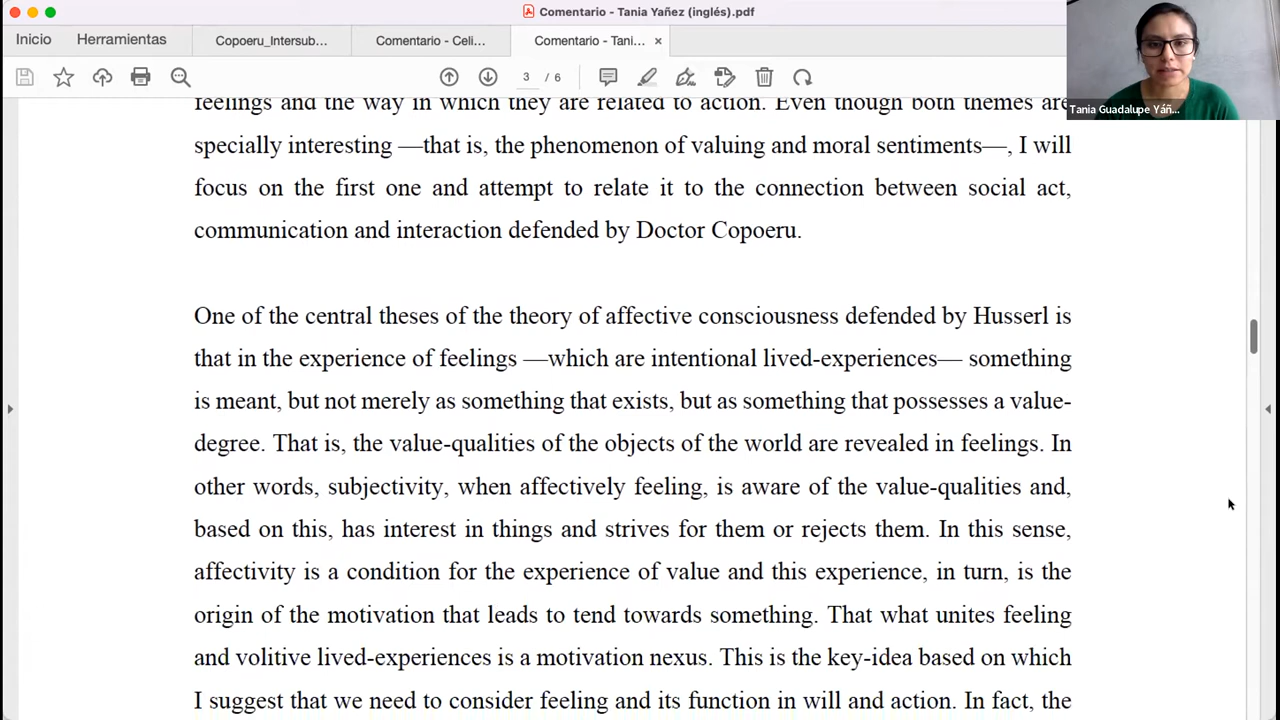 Comentario - Tania Yañez (inglés).pdf
Inicio Herramientas Copoeru_Intersub... Comentario - Celi... Comentario - Tani... ×
3 / 6
Tania Guadalupe Yáñ...
feelings and the way in which they are related to action. Even though both themes are
specially interesting —that is, the phenomenon of valuing and moral sentiments—, I will
focus on the first one and attempt to relate it to the connection between social act,
communication and interaction defended by Doctor Copoeru.
One of the central theses of the theory of affective consciousness defended by Husserl is
that in the experience of feelings —which are intentional lived-experiences— something
is meant, but not merely as something that exists, but as something that possesses a value-
degree. That is, the value-qualities of the objects of the world are revealed in feelings. In
other words, subjectivity, when affectively feeling, is aware of the value-qualities and,
based on this, has interest in things and strives for them or rejects them. In this sense,
affectivity is a condition for the experience of value and this experience, in turn, is the
origin of the motivation that leads to tend towards something. That what unites feeling
and volitive lived-experiences is a motivation nexus. This is the key-idea based on which
I suggest that we need to consider feeling and its function in will and action. In fact, the